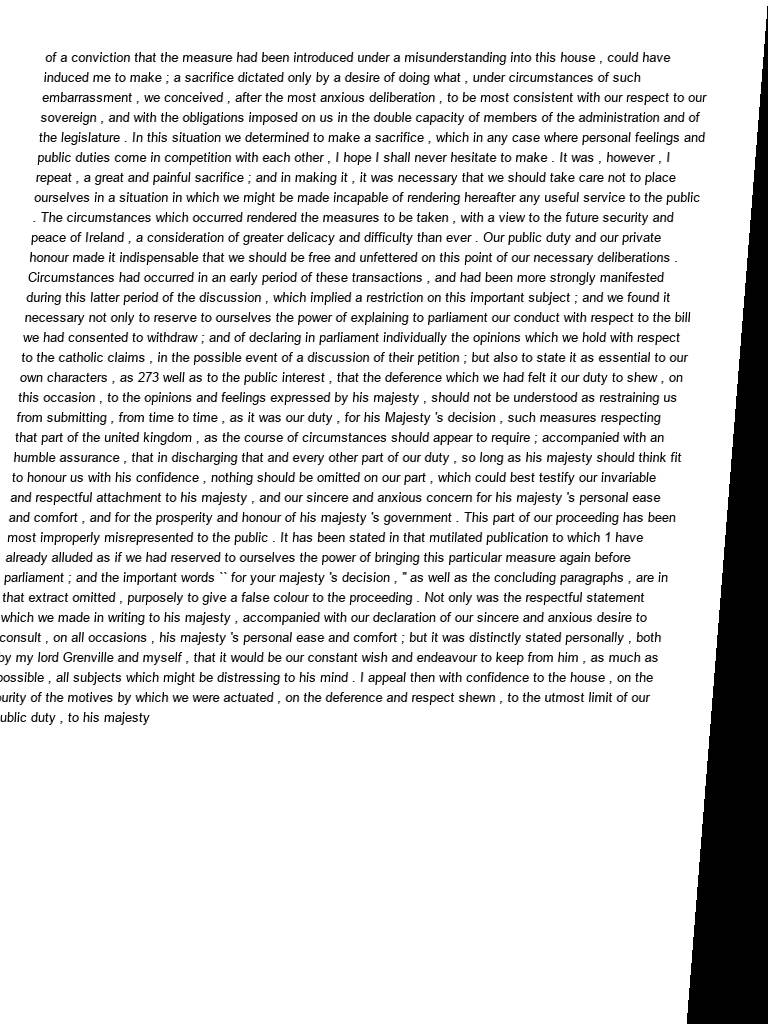 of a conviction that the measure had been introduced under a misunderstanding into this house , could have
induced me to make ; a sacrifice dictated only by a desire of doing what , under circumstances of such
embarrassment , we conceived , after the most anxious deliberation , to be most consistent with our respect to our
sovereign , and with the obligations imposed on us in the double capacity of members of the administration and of
the legislature . In this situation we determined to make a sacrifice , which in any case where personal feelings and
public duties come in competition with each other , I hope I shall never hesitate to make . It was , however , I
repeat , a great and painful sacrifice ; and in making it , it was necessary that we should take care not to place
ourselves in a situation in which we might be made incapable of rendering hereafter any useful service to the public
. The circumstances which occurred rendered the measures to be taken , with a view to the future security and
peace of Ireland , a consideration of greater delicacy and difficulty than ever . Our public duty and our private
honour made it indispensable that we should be free and unfettered on this point of our necessary deliberations .
Circumstances had occurred in an early period of these transactions , and had been more strongly manifested
during this latter period of the discussion , which implied a restriction on this important subject ; and we found it
necessary not only to reserve to ourselves the power of explaining to parliament our conduct with respect to the bill
we had consented to withdraw ; and of declaring in parliament individually the opinions which we hold with respect
to the catholic claims , in the possible event of a discussion of their petition ; but also to state it as essential to our
own characters , as 273 well as to the public interest , that the deference which we had felt it our duty to shew , on
this occasion , to the opinions and feelings expressed by his majesty , should not be understood as restraining us
from submitting , from time to time , as it was our duty , for his Majesty 's decision , such measures respecting
that part of the united kingdom , as the course of circumstances should appear to require ; accompanied with an
humble assurance , that in discharging that and every other part of our duty , so long as his majesty should think fit
to honour us with his confidence , nothing should be omitted on our part , which could best testify our invariable
and respectful attachment to his majesty , and our sincere and anxious concern for his majesty 's personal ease
and comfort , and for the prosperity and honour of his majesty 's government . This part of our proceeding has been
most improperly misrepresented to the public . It has been stated in that mutilated publication to which 1 have
already alluded as if we had reserved to ourselves the power of bringing this particular measure again before
parliament ; and the important words `` for your majesty 's decision , '' as well as the concluding paragraphs , are in
that extract omitted , purposely to give a false colour to the proceeding . Not only was the respectful statement
which we made in writing to his majesty , accompanied with our declaration of our sincere and anxious desire to
consult , on all occasions , his majesty 's personal ease and comfort ; but it was distinctly stated personally , both
by my lord Grenville and myself , that it would be our constant wish and endeavour to keep from him , as much as
possible , all subjects which might be distressing to his mind . I appeal then with confidence to the house , on the
purity of the motives by which we were actuated , on the deference and respect shewn , to the utmost limit of our
public duty , to his majesty